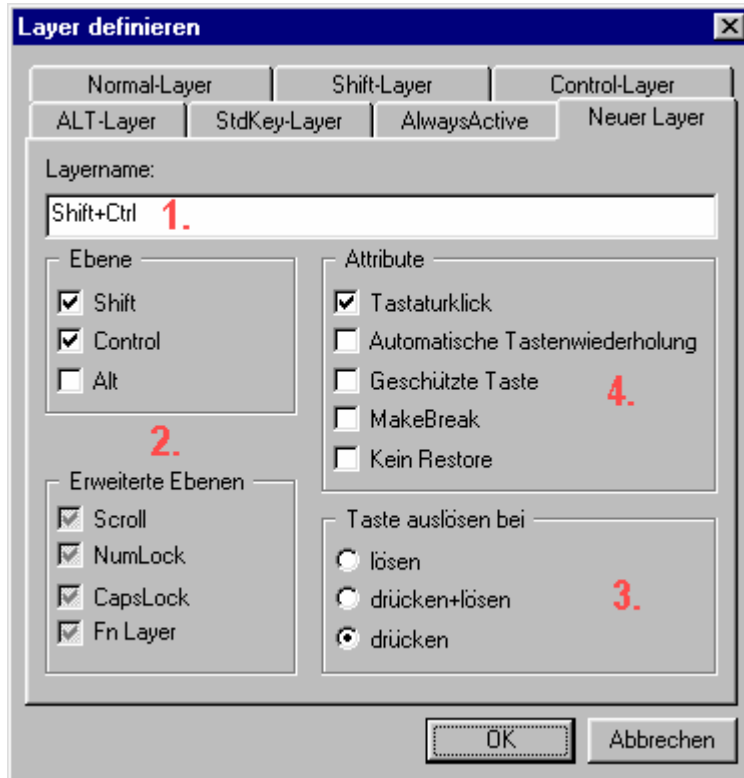 Layer definieren
Normal-Layer Shift-Layer Control-Layer
ALT-Layer StdKey-Layer AlwaysActive Neuer Layer
Layername:
Shift+Ctrl 1.
Ebene
Shift
Control
Alt
2.
Erweiterte Ebenen
Scroll
NumLock
CapsLock
Fn Layer
Attribute
Tastaturklick
Automatische Tastenwiederholung
Geschützte Taste
4.
MakeBreak
Kein Restore
Taste auslösen bei
lösen
drücken+lösen
3.
drücken
OK Abbrechen